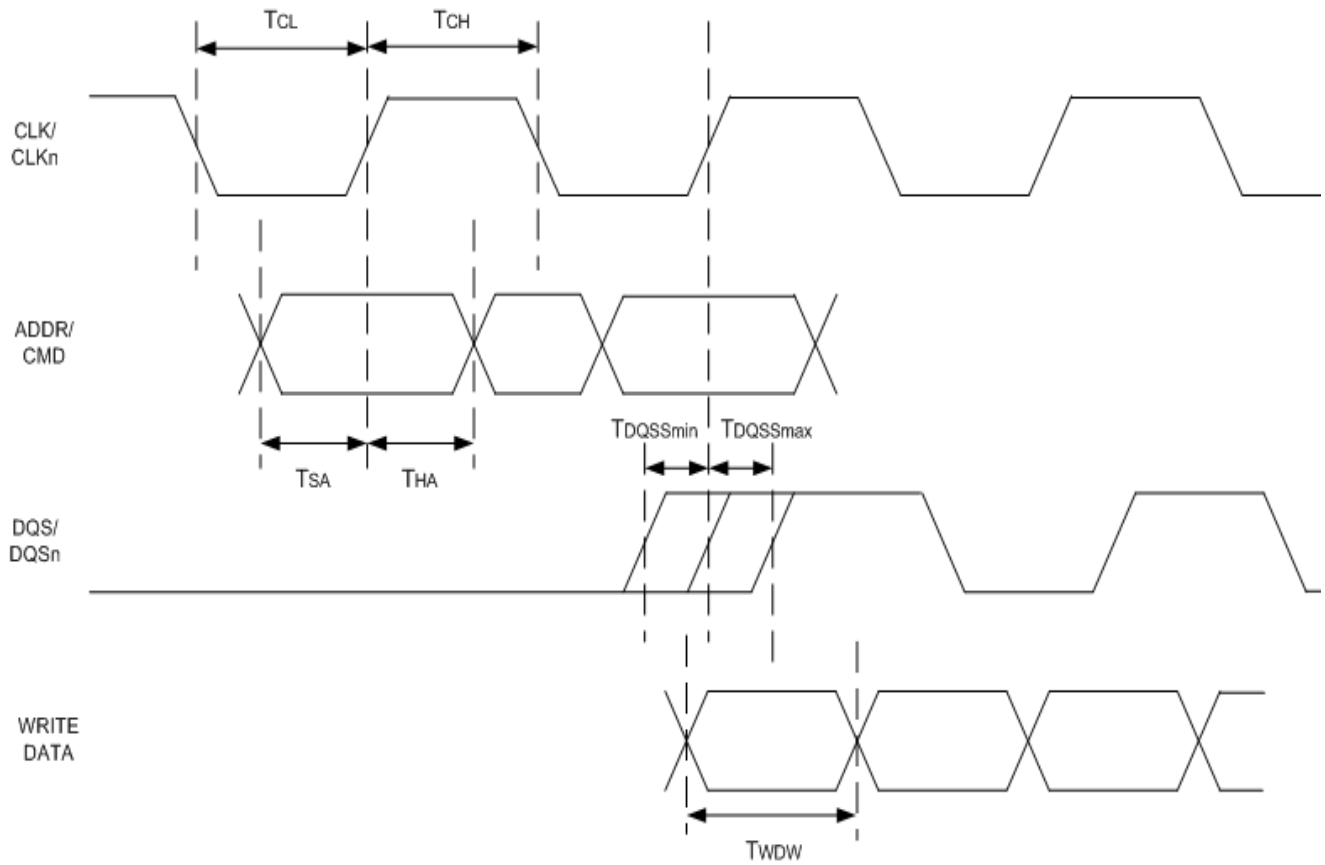 TCL
TCH
CLK/
CLKn
ADDR/
CMD
TDQSSmin
TDQSSmax
TSA
THA
DQS/
DQSn
WRITE
DATA
TWDW